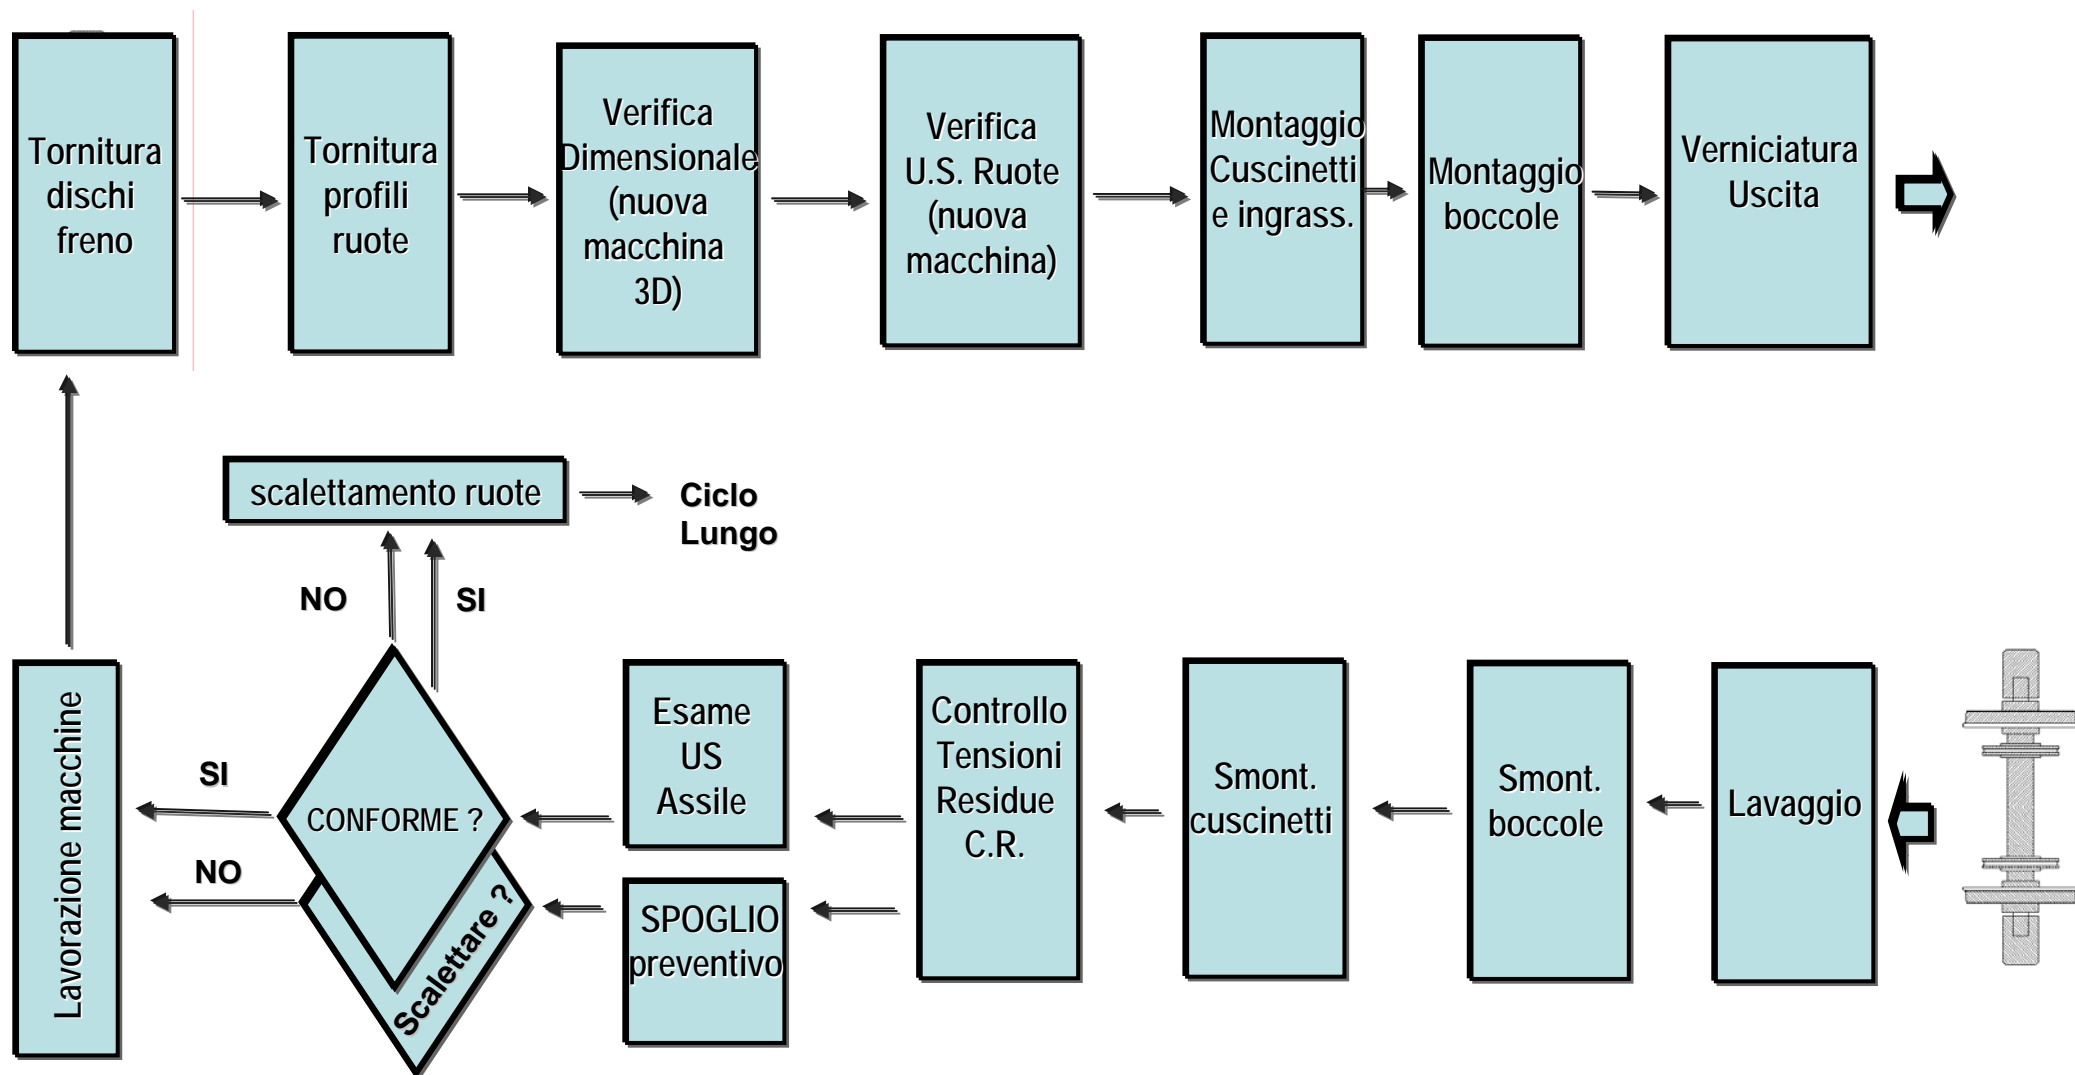 Tornitura
dischi
freno
Tornitura
profili
ruote
Verifica
Dimensionale
(nuova
macchina
3D)
Verifica
U.S. Ruote
(nuova
macchina)
Montaggio
Cuscinetti
e ingrass.
Montaggio
boccole
Verniciatura
Uscita
scalettamento ruote
Ciclo
Lungo
NO
SI
Lavorazione macchine
SI
NO
CONFORME ?
Scalettare ?
Esame
US
Assile
SPOGLIO
preventivo
Controllo
Tensioni
Residue
C.R.
Smont.
cuscinetti
Smont.
boccole
Lavaggio